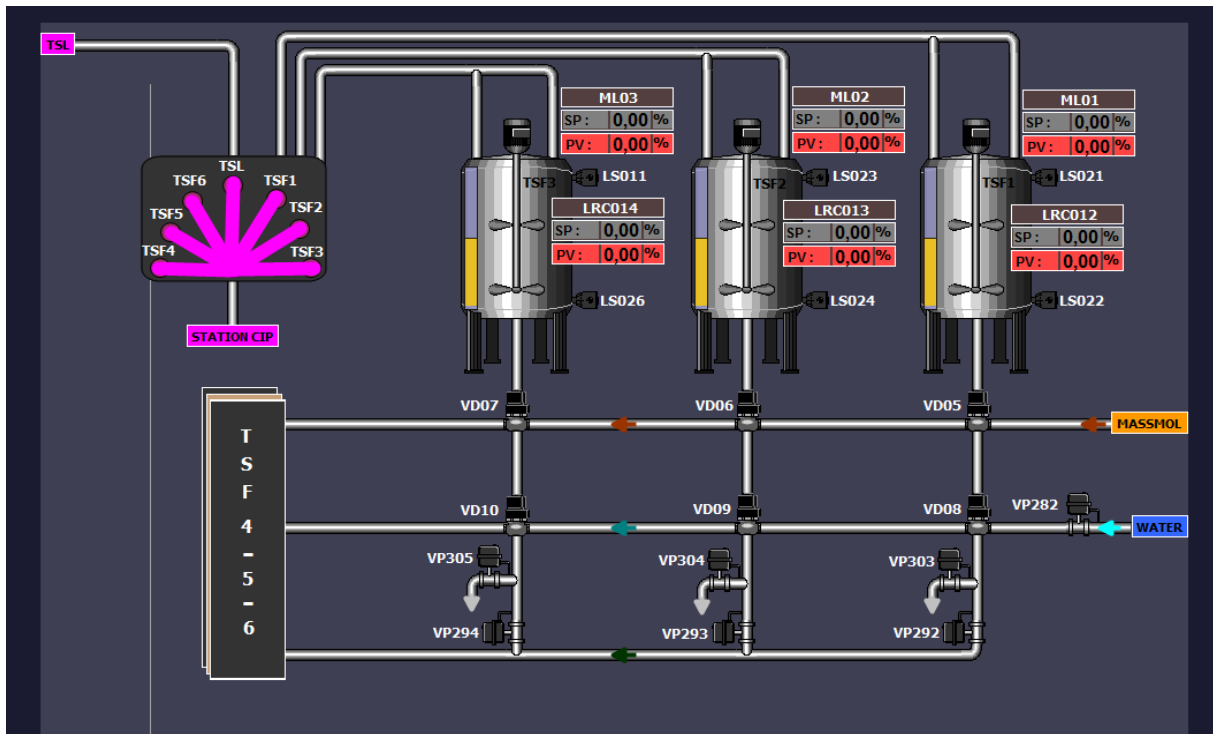 TSL
ML03
SP : 0,00 %
PV : 0,00 %
ML02
SP : 0,00 %
PV : 0,00 %
ML01
SP : 0,00 %
PV : 0,00 %
TSL
TSF6
TSF1
TSF5
TSF2
TSF4
TSF3
STATION CIP
TSF3
LS011
TSF2
LS023
TSF1
LS021
LRC014
SP : 0,00 %
PV : 0,00 %
LRC013
SP : 0,00 %
PV : 0,00 %
LRC012
SP : 0,00 %
PV : 0,00 %
LS026
LS024
LS022
VD07
VD06
VD05
MASSMOL
VD10
VD09
VD08
VP282
WATER
VP305
VP304
VP303
VP294
VP293
VP292
T
S
F
4
-
5
-
6